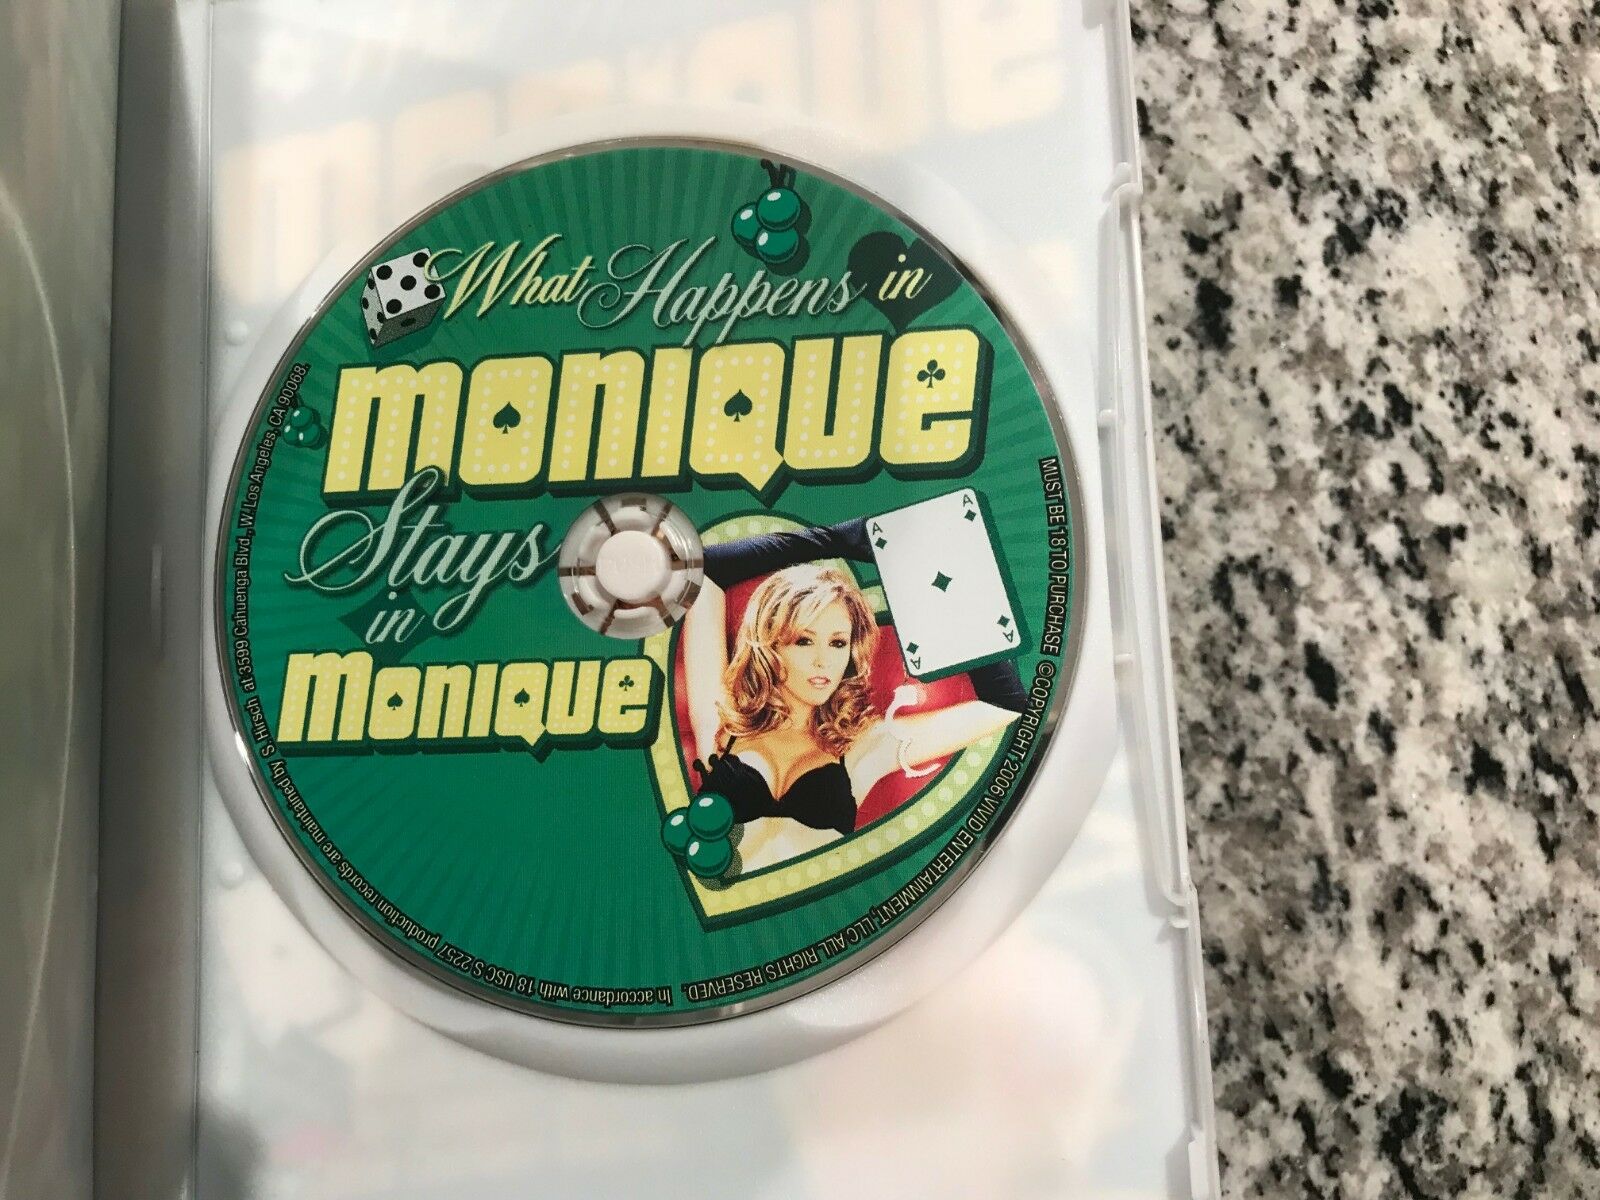 What Happens in
MONIQUE
Stays
in
MONIQUE
A
A
A
A
MUST BE 18 TO PURCHASE ©COPYRIGHT 2006 VIVID ENTERTAINMENT, LLC ALL RIGHTS RESERVED.
In accordance with 18 USC S 2257 production records are maintained by S Hirsch at 3599 Cahuenga Blvd., W. Los Angeles, CA 90068.